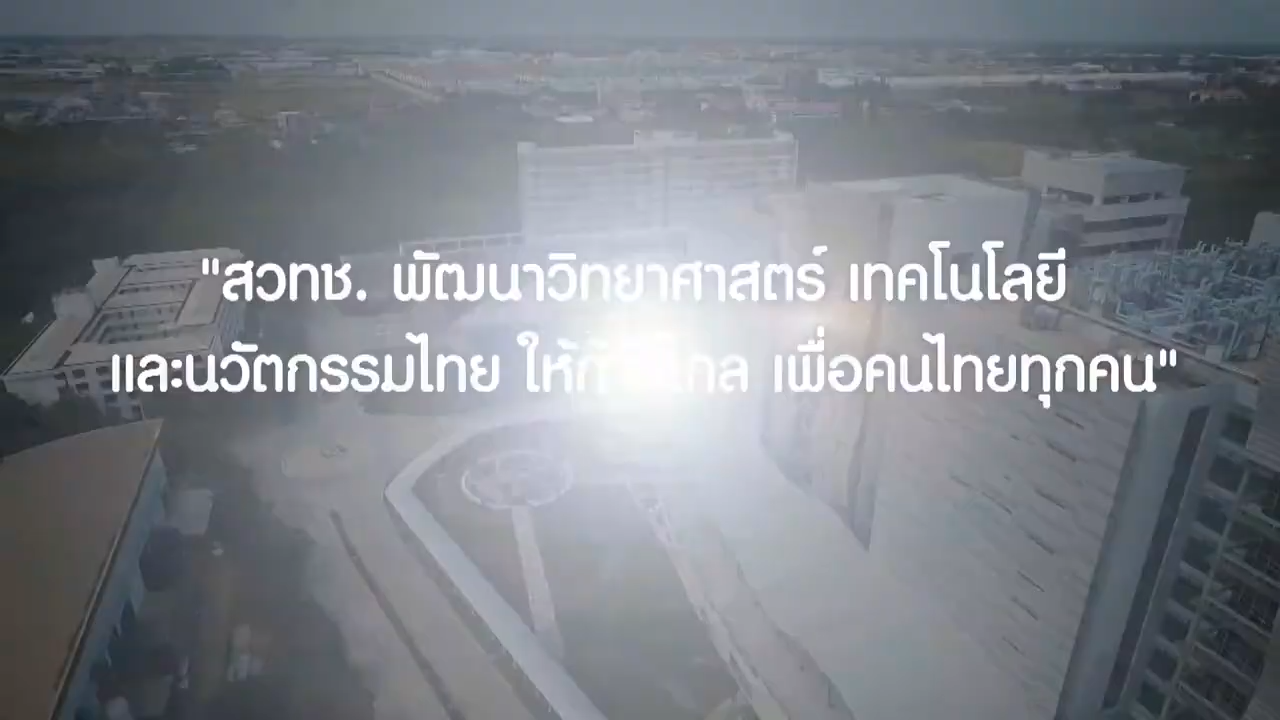 "สวทช. พัฒนาวิทยาศาสตร์ เทคโนโลยี
และนวัตกรรมไทย เพื่อคนไทยทุกคน"